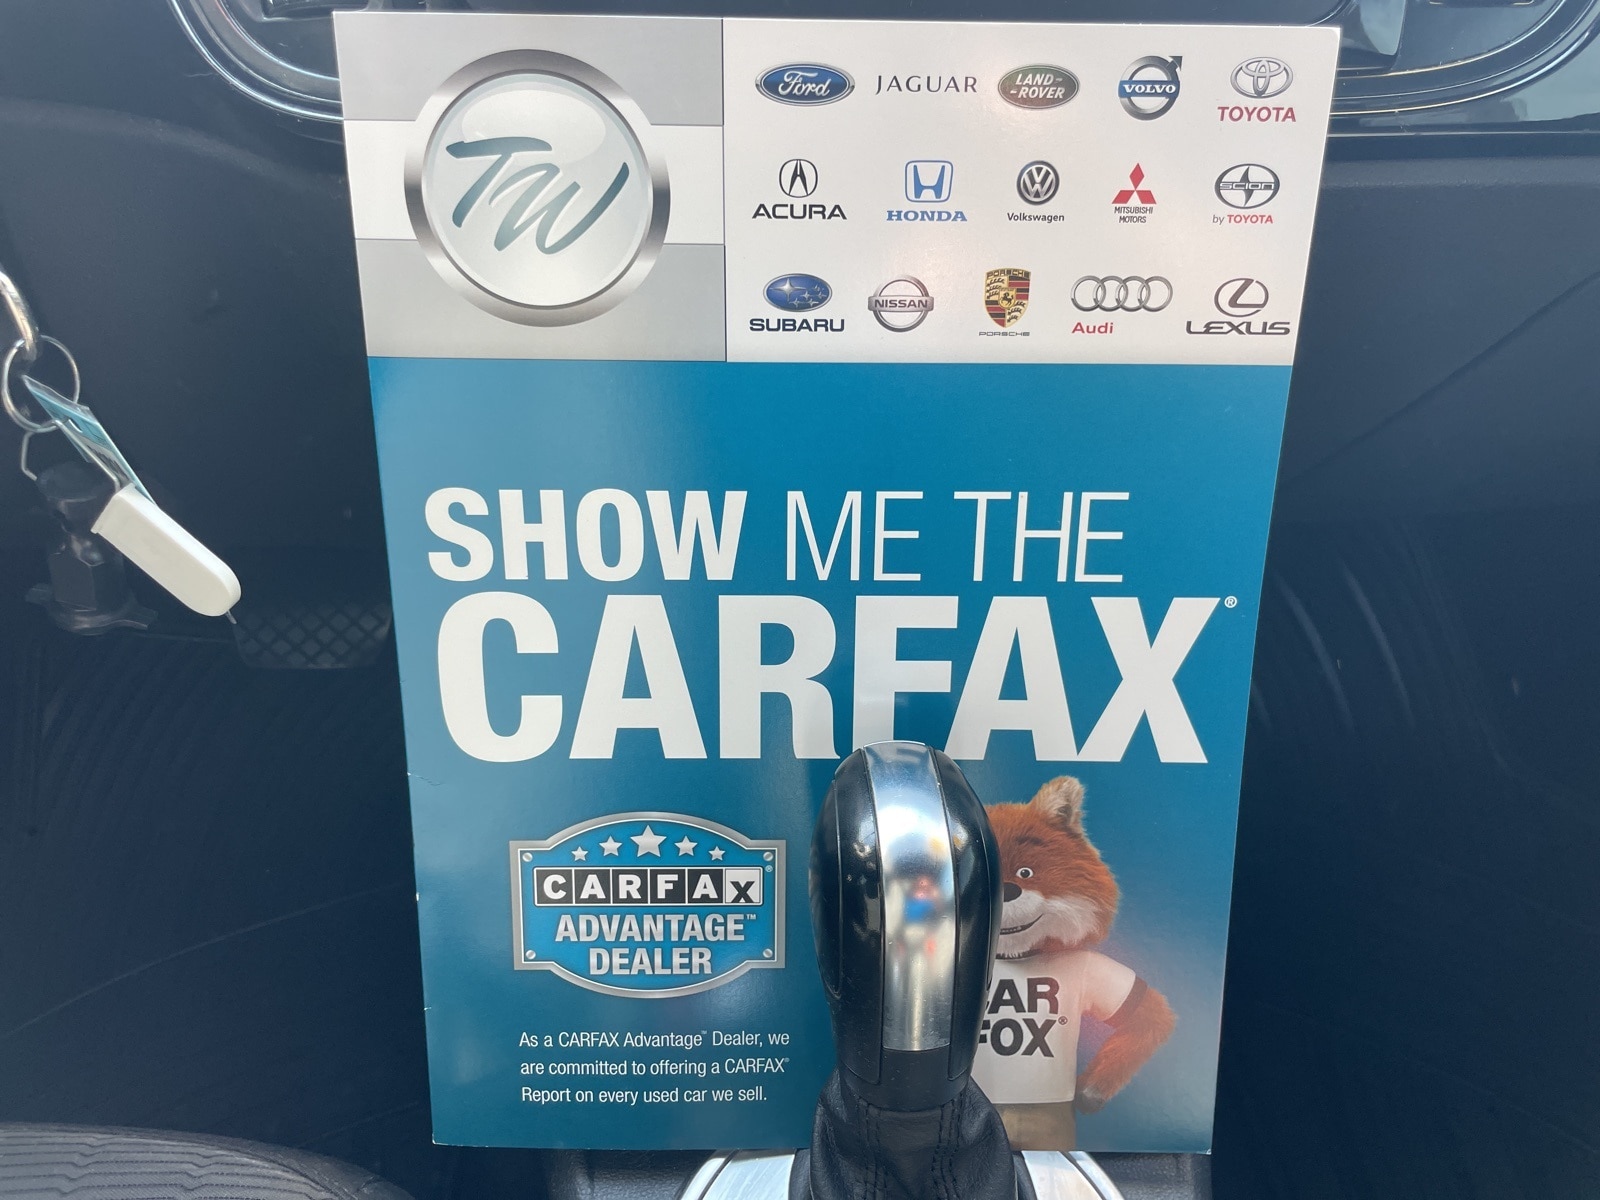 TW
Ford JAGUAR LAND-ROVER VOLVO TOYOTA
ACURA HONDA Volkswagen MITSUBISHI MOTORS SCION by TOYOTA
SUBARU NISSAN PORSCHE PORSCHE Audi LEXUS
SHOW ME THE
CARFAX®
CARFAX®
ADVANTAGE™
DEALER
As a CARFAX Advantage™ Dealer, we
are committed to offering a CARFAX®
Report on every used car we sell.
CAR
FOX®